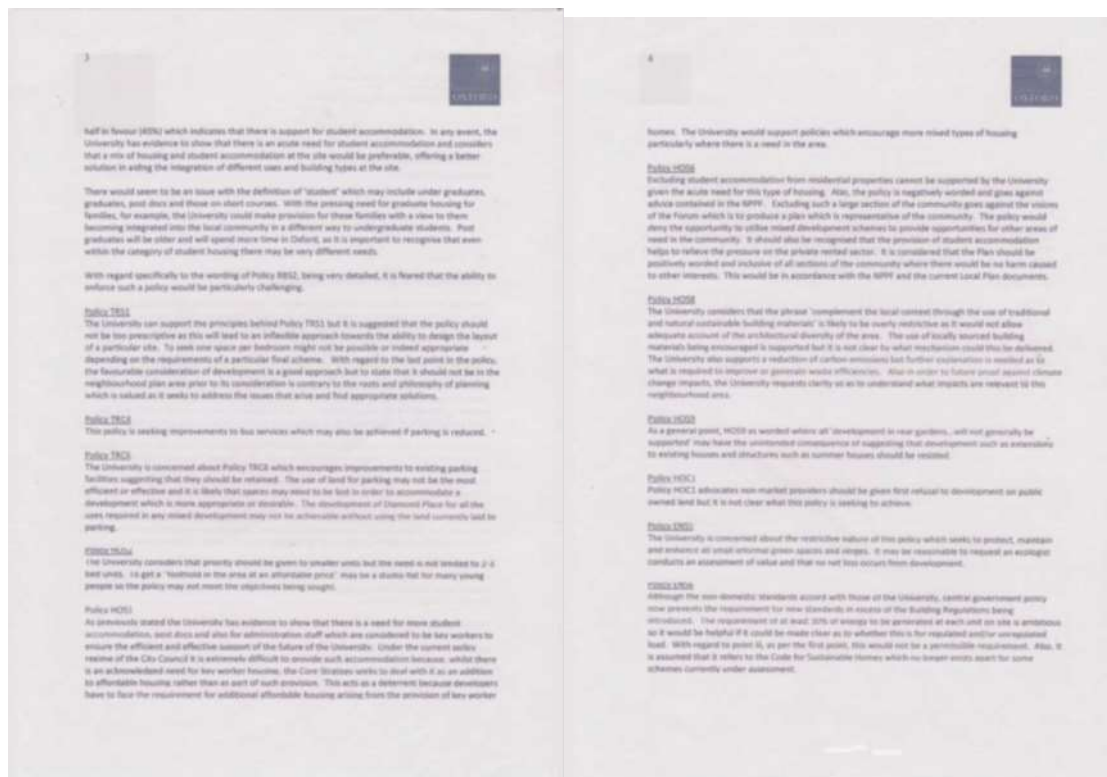 3
OXFORD
half in favour (45%) which indicates that there is support for student accommodation. In any event, the
University has evidence to show that there is an acute need for student accommodation and considers
that a mix of housing and student accommodation at the site would be preferable, offering a better
solution in aiding the integration of different uses and building types at the site.
There would seem to be an issue with the definition of 'student' which may include under graduates,
graduates, post docs and those on short courses. With the pressing need for graduate housing for
families, for example, the University could make provision for these families with a view to them
becoming integrated into the local community in a different way to undergraduate students. Post
graduates will be older and will spend more time in Oxford, so it is important to recognise that even
within the category of student housing there may be very different needs.
With regard specifically to the wording of Policy RBS2, being very detailed, it is feared that the ability to
enforce such a policy would be particularly challenging.
Policy TRS1
The University can support the principles behind Policy TRS1 but it is suggested that the policy should
not be too prescriptive as this will lead to an inflexible approach towards the ability to design the layout
of a particular site. To seek one space per bedroom might not be possible or indeed appropriate
depending on the requirements of a particular final scheme. With regard to the last point in the policy,
the favourable consideration of development is a good approach but to state that it should not be in the
neighbourhood plan area prior to its consideration is contrary to the roots and philosophy of planning
which is valued as it seeks to address the issues that arise and find appropriate solutions.
Policy TRC4
This policy is seeking improvements to bus services which may also be achieved if parking is reduced.
Policy TRC6
The University is concerned about Policy TRC6 which encourages improvements to existing parking
facilities suggesting that they should be retained. The use of land for parking may not be the most
efficient or effective and it is likely that spaces may need to be lost in order to accommodate a
development which is more appropriate or desirable. The development of Diamond Place for all the
uses required in any mixed development may not be achievable without using the land currently laid to
parking.
Policy
The University considers that priority should be given to smaller units but the need is not limited to 2-3
bed units. To get a 'foothold in the area at an affordable price' may be a studio flat for many young
people so the policy may not meet the objectives being sought.
Policy HOS3
As previously stated the University has evidence to show that there is a need for more student
accommodation, post docs and also for administration staff which are considered to be key workers to
ensure the efficient and effective support of the future of the University. Under the current policy
regime of the City Council it is extremely difficult to provide such accommodation because, whilst there
is an acknowledged need for key worker housing, the Core Strategy seeks to deal with it as an addition
to affordable housing rather than as part of such provision. This acts as a deterrent because developers
have to face the requirement for additional affordable housing arising from the provision of key worker
4
OXFORD
homes. The University would support policies which encourage more mixed types of housing
particularly where there is a need in the area.
Policy HOS6
Excluding student accommodation from residential properties cannot be supported by the University
given the acute need for this type of housing. Also, the policy is negatively worded and goes against
advice contained in the NPPF. Excluding such a large section of the community goes against the visions
of the Forum which is to produce a plan which is representative of the community. The policy would
deny the opportunity to utilise mixed development schemes to provide opportunities for other areas of
need in the community. It should also be recognised that the provision of student accommodation
helps to relieve the pressure on the private rented sector. It is considered that the Plan should be
positively worded and inclusive of all sections of the community where there would be no harm caused
to other interests. This would be in accordance with the NPPF and the current Local Plan documents.
Policy HOS8
The University considers that the phrase 'complement the local context through the use of traditional
and natural sustainable building materials' is likely to be overly restrictive as it would not allow
adequate account of the architectural diversity of the area. The use of locally sourced building
materials being encouraged is supported but it is not clear by what mechanism could this be delivered.
The University also supports a reduction of carbon emissions but further explanation is needed as to
what is required to improve or generate waste efficiencies. Also in order to future proof against climate
change impacts, the University requests clarity so as to understand what impacts are relevant to this
neighbourhood area.
Policy HOS9
As a general point, HOS9 as worded where all 'development in rear gardens.. will not generally be
supported' may have the unintended consequence of suggesting that development such as extensions
to existing houses and structures such as summer houses should be resisted.
Policy HOC1
Policy HOC1 advocates non-market providers should be given first refusal to development on public
owned land but it is not clear what this policy is seeking to achieve.
Policy ENS1
The University is concerned about the restrictive nature of this policy which seeks to protect, maintain
and enhance all small informal green spaces and verges. It may be reasonable to request an ecologist
conducts an assessment of value and that no net loss occurs from development.
Policy
Although the non-domestic standards accord with those of the University, central government policy
now prevents the requirement for new standards in excess of the Building Regulations being
introduced. The requirement of at least of energy to be generated at each unit on site is ambitious
so it would be helpful if it could be made clear as to whether this is for regulated and/or unregulated
load. With regard to point as per the first point, this would not be a permissible requirement. Also, it
is assumed that it refers to the Code for Sustainable Homes which no longer exists apart for some
schemes currently under assessment.